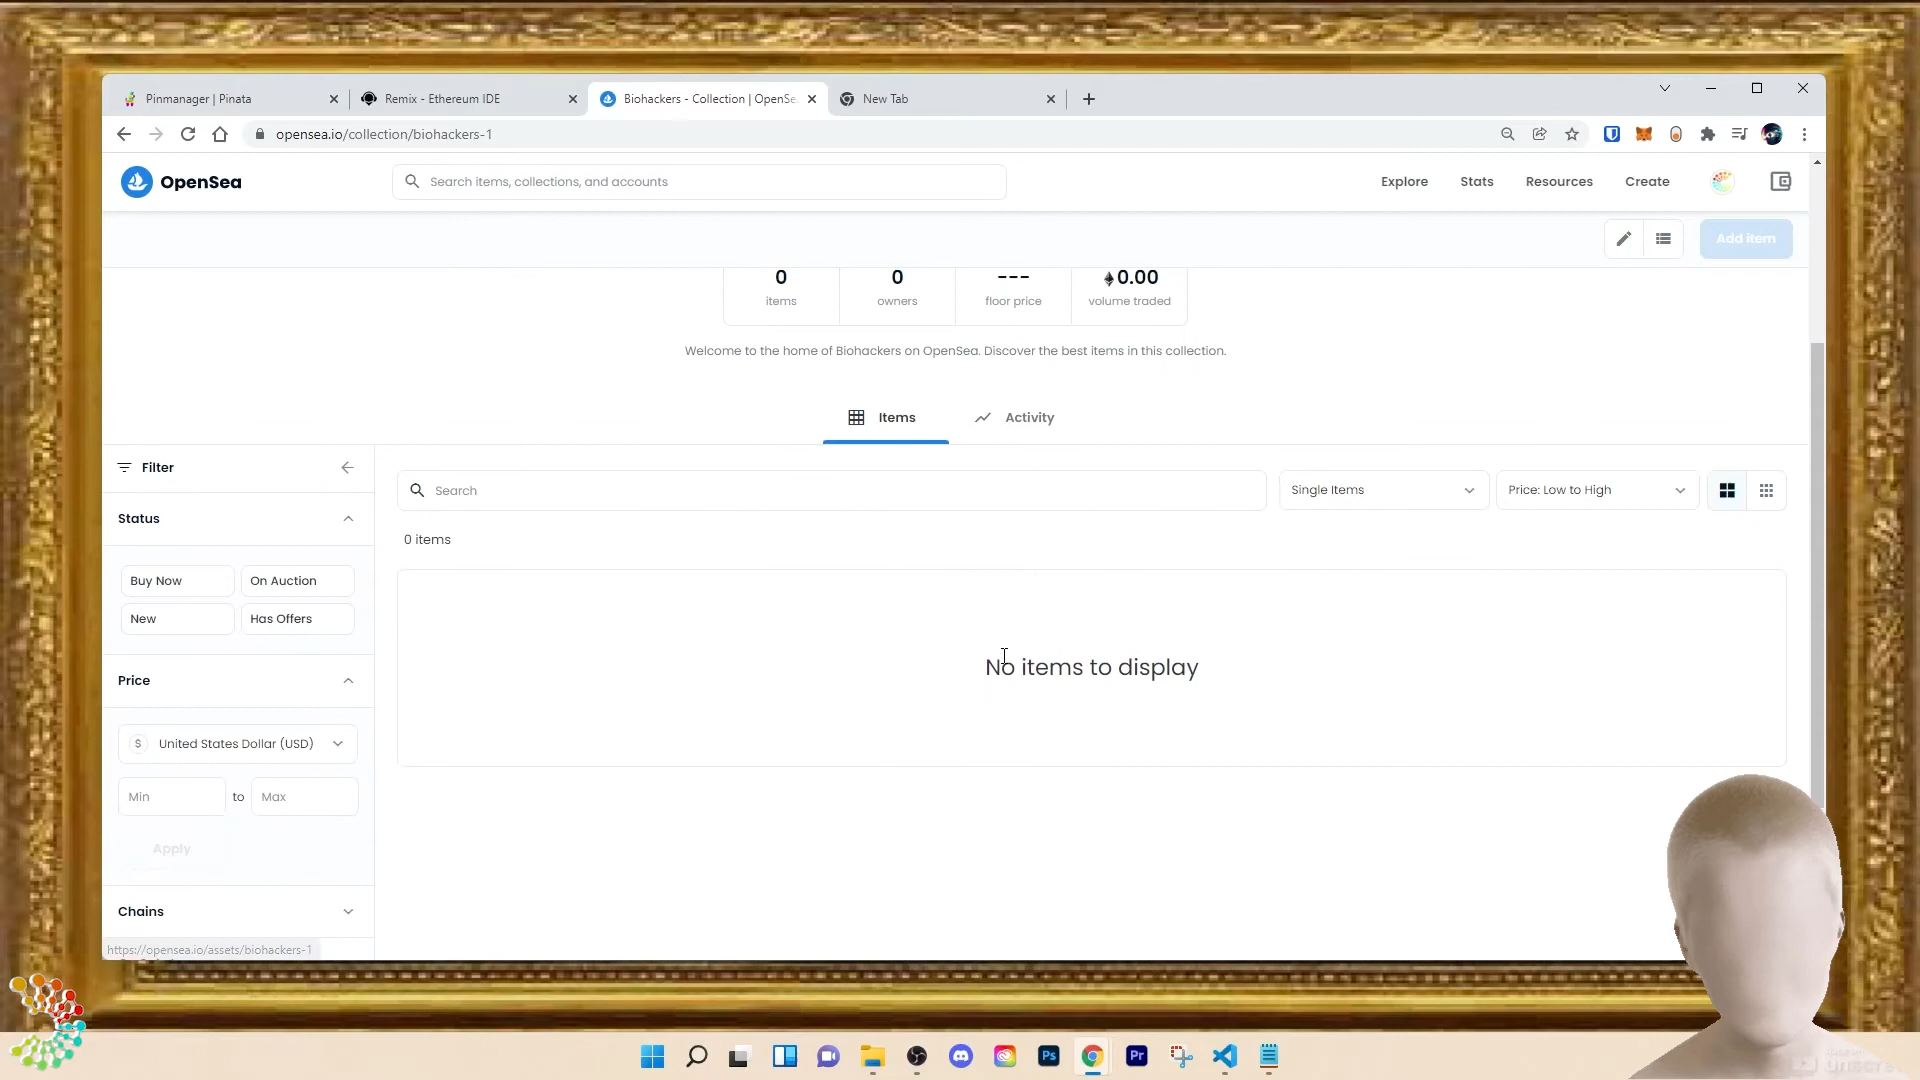 Pinmanager | Pinata
Remix - Ethereum IDE
Biohackers - Collection | OpenSe
New Tab
opensea.io/collection/biohackers-1
OpenSea
Search items, collections, and accounts
Explore
Stats
Resources
Create
Add item
0
items
0
owners
---
floor price
0.00
volume traded
Welcome to the home of Biohackers on OpenSea. Discover the best items in this collection.
Items
Activity
Filter
Search
Single Items
Price: Low to High
Status
0 items
Buy Now
On Auction
New
Has Offers
No items to display
Price
$ United States Dollar (USD)
Min
to
Max
Apply
Chains
https://opensea.io/assets/biohackers-1
Ps
Pr